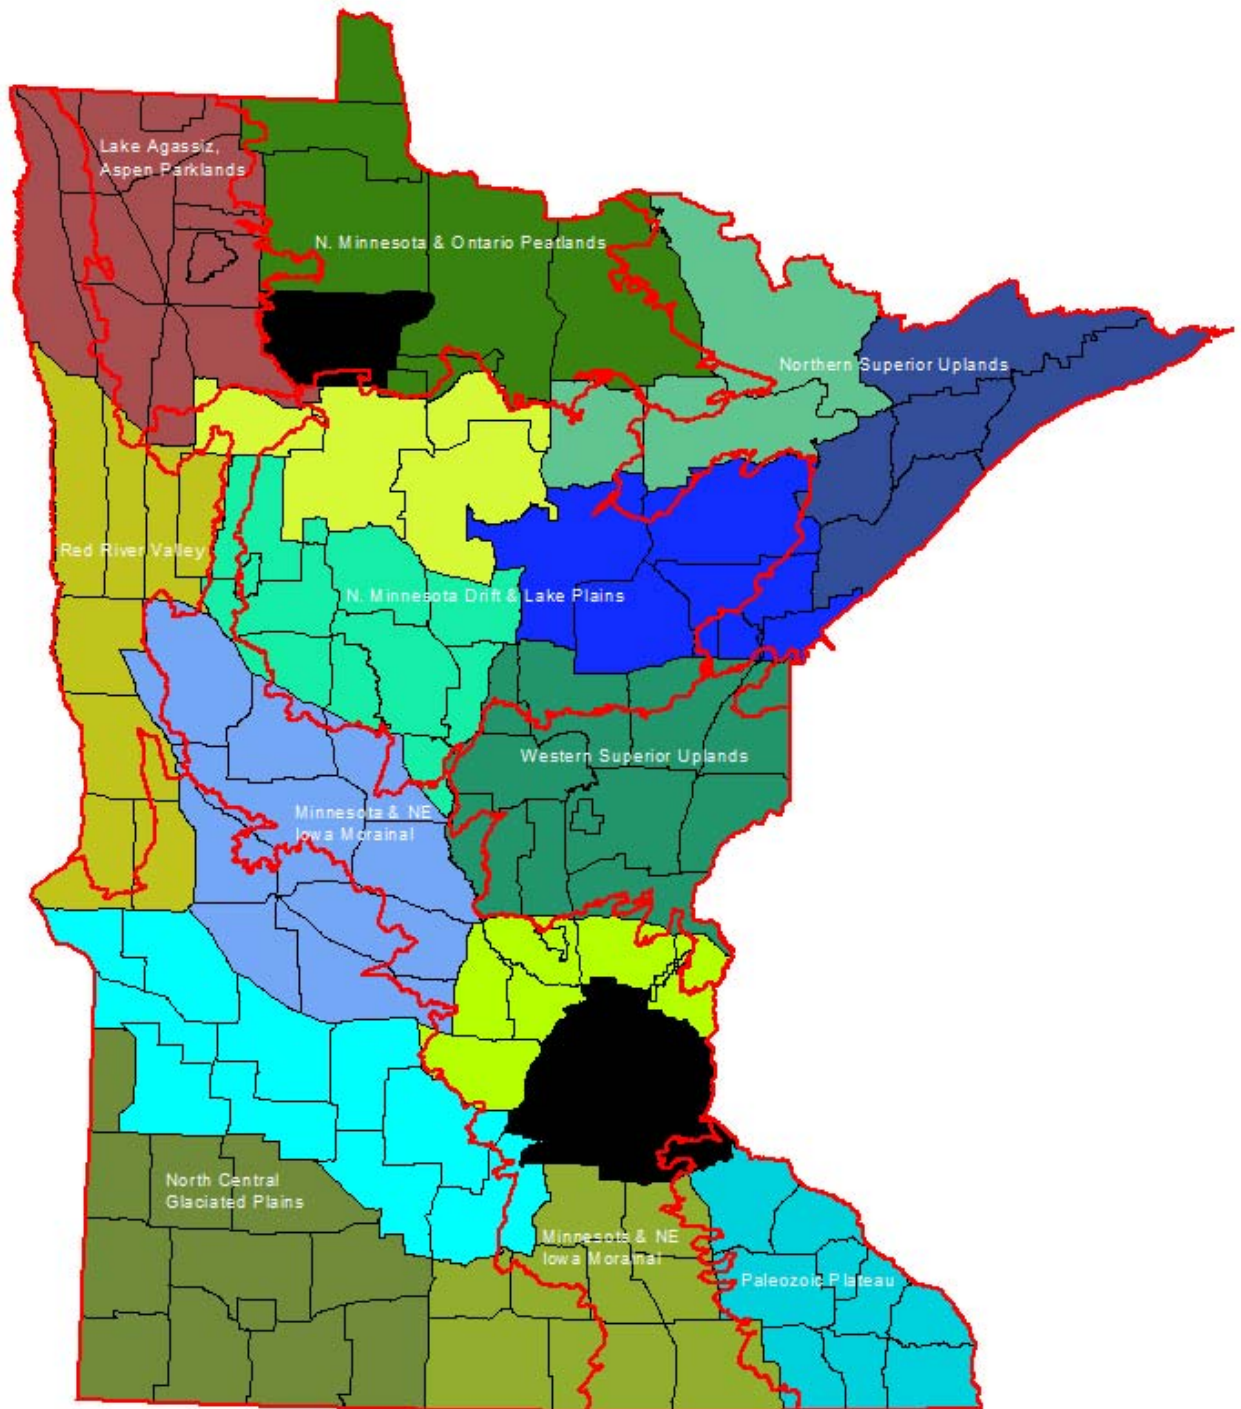 Lake Agassiz,
Aspen Parklands
N. Minnesota & Ontario Peatlands
Northern Superior Uplands
Red River Valley
N. Minnesota Drift & Lake Plains
Western Superior Uplands
Minnesota & NE
Iowa Morainal
North Central
Glaciated Plains
Minnesota & NE
Iowa Morainal
Paleozoic Plateau